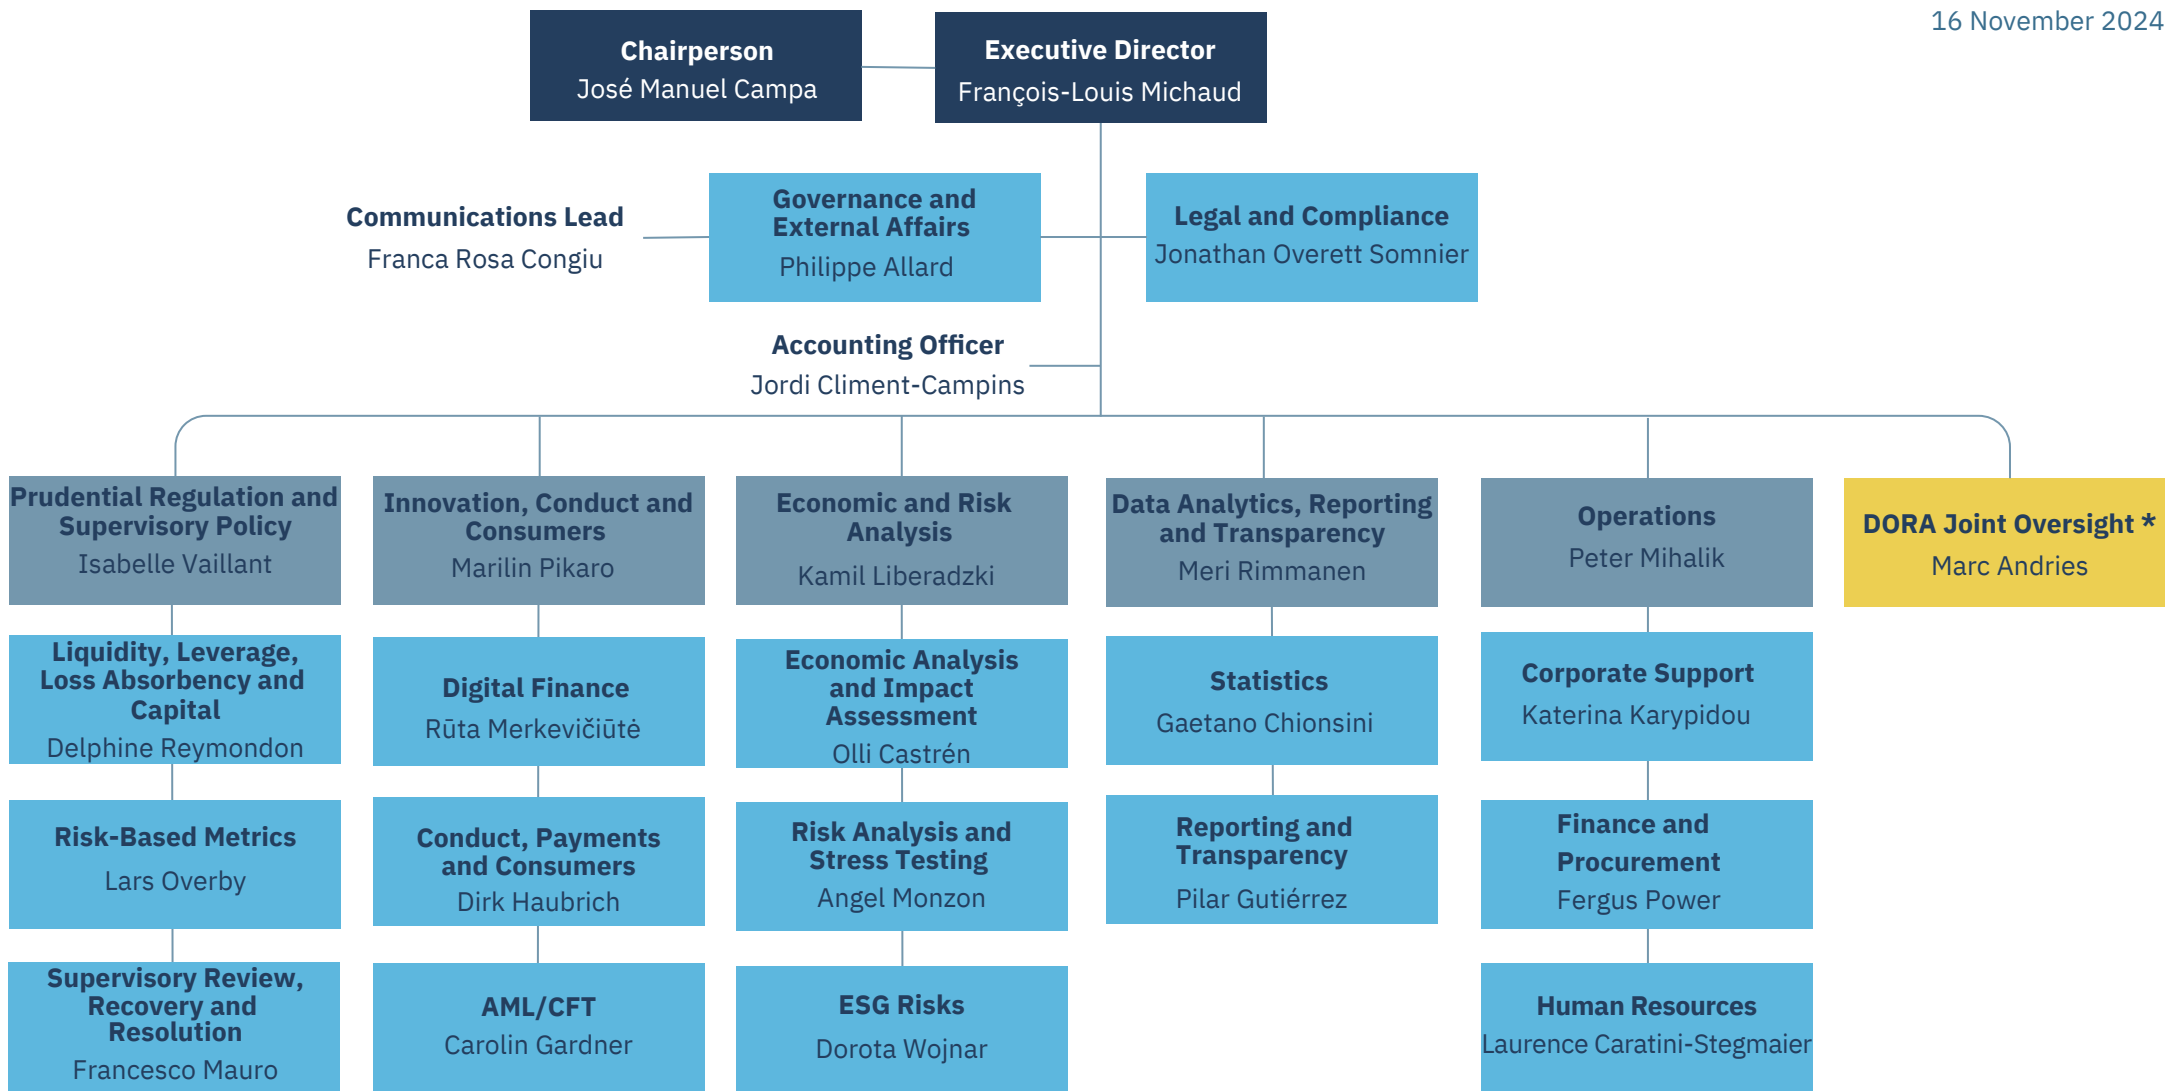 16 November 2024
Chairperson
José Manuel Campa
Executive Director
François-Louis Michaud
Communications Lead
Franca Rosa Congiu
Governance and
External Affairs
Philippe Allard
Legal and Compliance
Jonathan Overett Somnier
Accounting Officer
Jordi Climent-Campins
Prudential Regulation and
Supervisory Policy
Isabelle Vaillant
Innovation, Conduct and
Consumers
Marilin Pikaro
Economic and Risk
Analysis
Kamil Liberadzki
Data Analytics, Reporting
and Transparency
Meri Rimmanen
Operations
Peter Mihalik
DORA Joint Oversight *
Marc Andries
Liquidity, Leverage,
Loss Absorbency and
Capital
Delphine Reymondon
Digital Finance
Rūta Merkevičiūtė
Economic Analysis
and Impact
Assessment
Olli Castrén
Statistics
Gaetano Chionsini
Corporate Support
Katerina Karypidou
Risk-Based Metrics
Lars Overby
Conduct, Payments
and Consumers
Dirk Haubrich
Risk Analysis and
Stress Testing
Angel Monzon
Reporting and
Transparency
Pilar Gutiérrez
Finance and
Procurement
Fergus Power
Supervisory Review,
Recovery and
Resolution
Francesco Mauro
AML/CFT
Carolin Gardner
ESG Risks
Dorota Wojnar
Human Resources
Laurence Caratini-Stegmaier